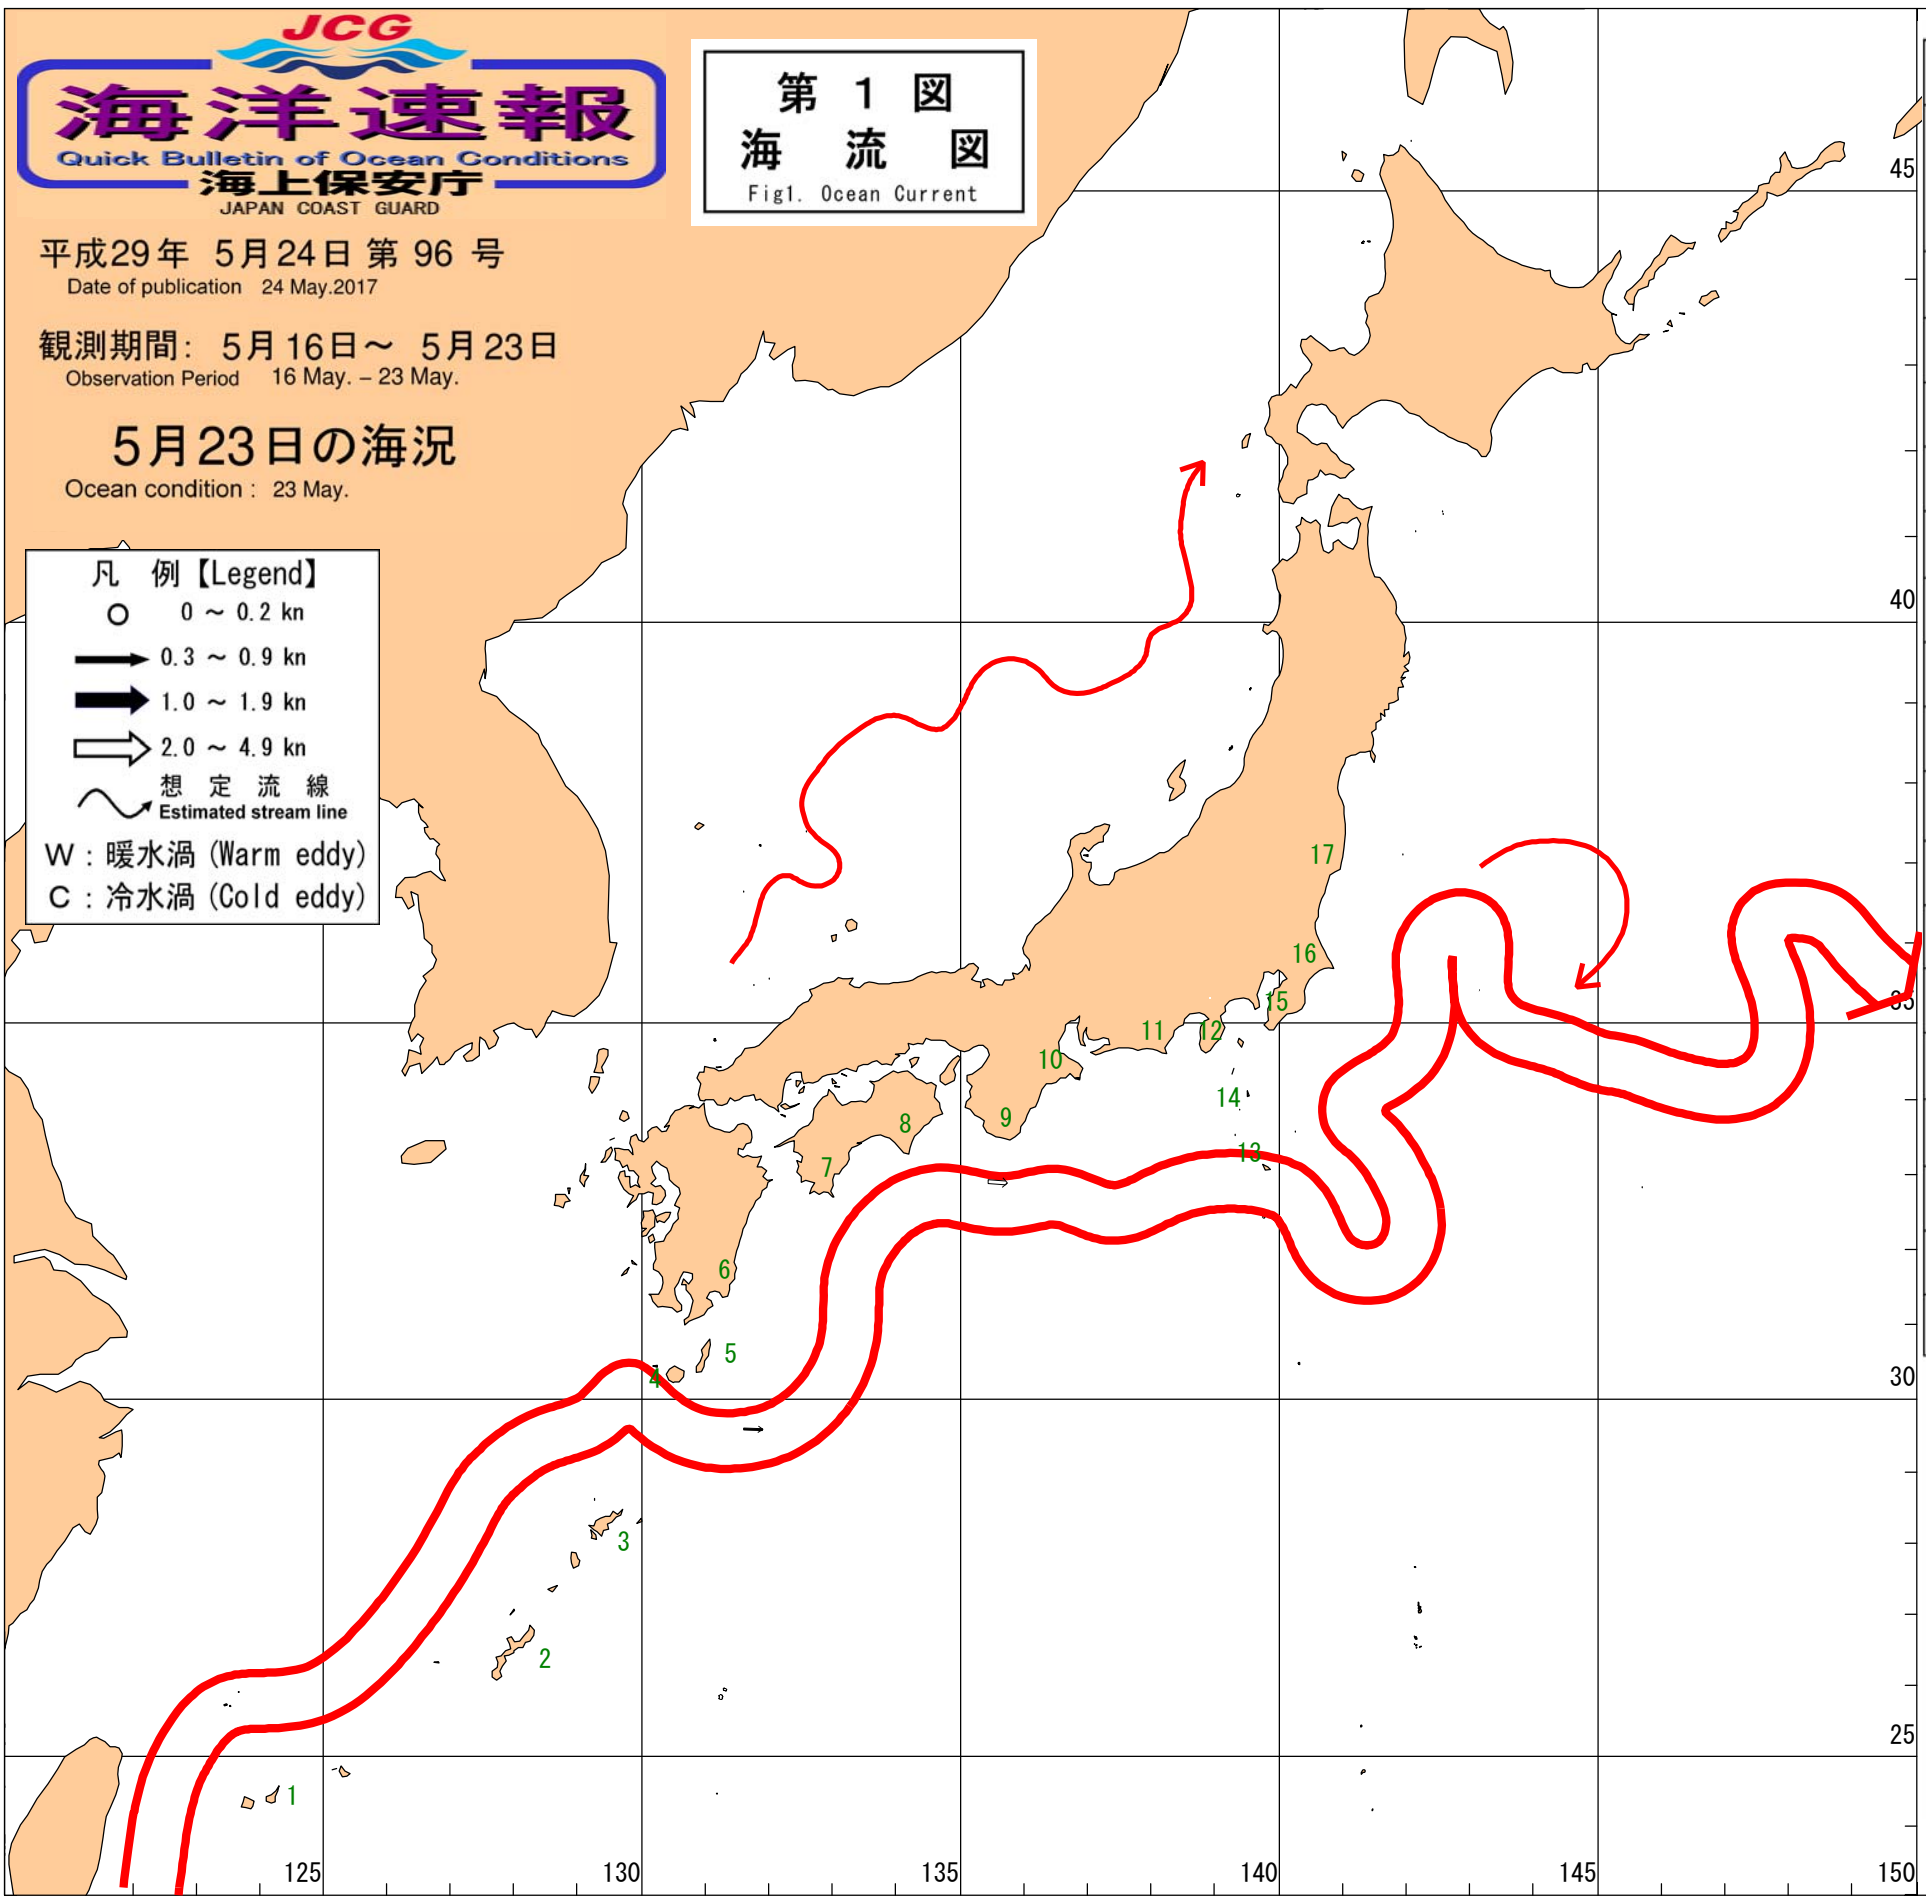 JCG
海洋速報
Quick Bulletin of Ocean Conditions
海上保安庁
JAPAN COAST GUARD
第 1 図
海 流 図
Fig1. Ocean Current
平成29年 5月24日 第 96 号
Date of publication 24 May.2017
観測期間: 5月16日～ 5月23日
Observation Period 16 May. – 23 May.
5月23日の海況
Ocean condition : 23 May.
凡 例【Legend】
0 ～ 0.2 kn
0.3 ～ 0.9 kn
1.0 ～ 1.9 kn
2.0 ～ 4.9 kn
想 定 流 線
Estimated stream line
W : 暖水渦 (Warm eddy)
C : 冷水渦 (Cold eddy)
45
40
17
16
35
15
12
11
10
14
9
8
13
7
6
5
4
30
3
2
25
1
125
130
135
140
145
150